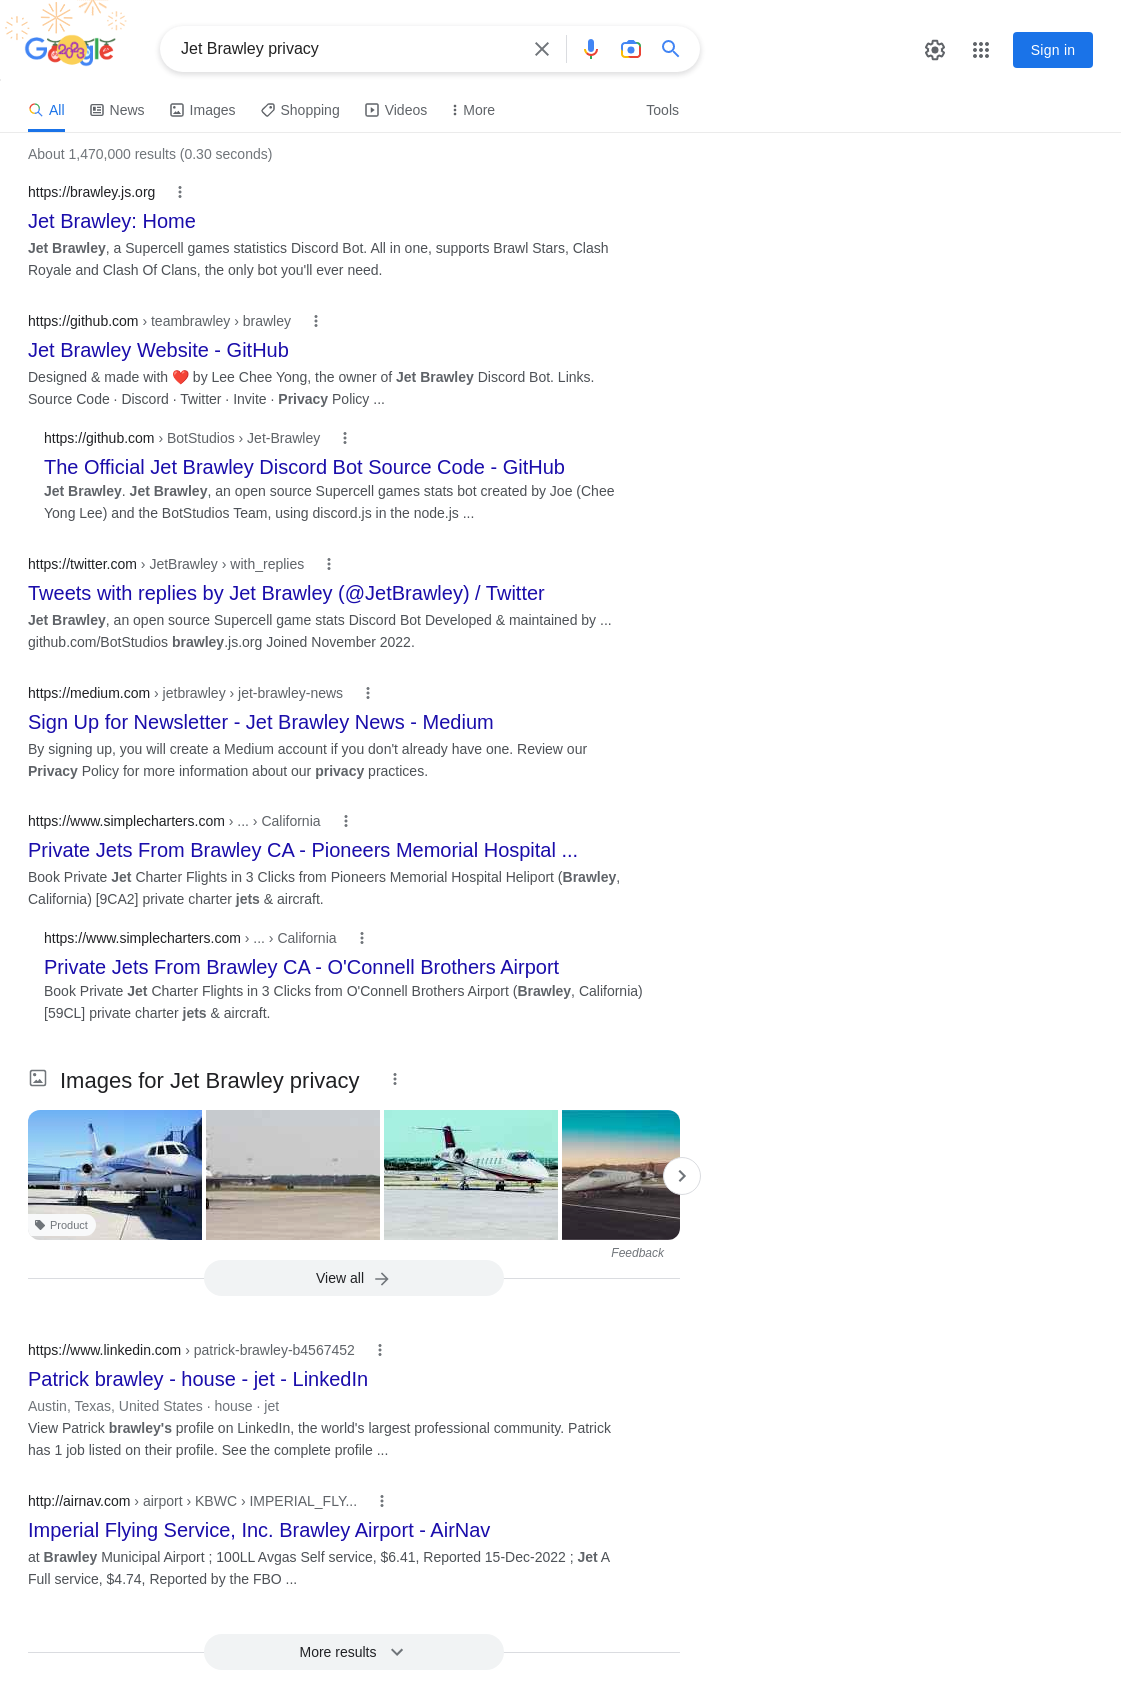 Google
2023
Jet Brawley privacy
Sign in
All
News
Images
Shopping
Videos
More
Tools
About 1,470,000 results (0.30 seconds)
https://brawley.js.org
Jet Brawley: Home
Jet Brawley, a Supercell games statistics Discord Bot. All in one, supports Brawl Stars, Clash
Royale and Clash Of Clans, the only bot you'll ever need.
https://github.com › teambrawley › brawley
Jet Brawley Website - GitHub
Designed & made with ❤️ by Lee Chee Yong, the owner of Jet Brawley Discord Bot. Links.
Source Code · Discord · Twitter · Invite · Privacy Policy ...
https://github.com › BotStudios › Jet-Brawley
The Official Jet Brawley Discord Bot Source Code - GitHub
Jet Brawley. Jet Brawley, an open source Supercell games stats bot created by Joe (Chee
Yong Lee) and the BotStudios Team, using discord.js in the node.js ...
https://twitter.com › JetBrawley › with_replies
Tweets with replies by Jet Brawley (@JetBrawley) / Twitter
Jet Brawley, an open source Supercell game stats Discord Bot Developed & maintained by ...
github.com/BotStudios brawley.js.org Joined November 2022.
https://medium.com › jetbrawley › jet-brawley-news
Sign Up for Newsletter - Jet Brawley News - Medium
By signing up, you will create a Medium account if you don't already have one. Review our
Privacy Policy for more information about our privacy practices.
https://www.simplecharters.com › ... › California
Private Jets From Brawley CA - Pioneers Memorial Hospital ...
Book Private Jet Charter Flights in 3 Clicks from Pioneers Memorial Hospital Heliport (Brawley,
California) [9CA2] private charter jets & aircraft.
https://www.simplecharters.com › ... › California
Private Jets From Brawley CA - O'Connell Brothers Airport
Book Private Jet Charter Flights in 3 Clicks from O'Connell Brothers Airport (Brawley, California)
[59CL] private charter jets & aircraft.
Images for Jet Brawley privacy
Product
Feedback
View all
https://www.linkedin.com › patrick-brawley-b4567452
Patrick brawley - house - jet - LinkedIn
Austin, Texas, United States · house · jet
View Patrick brawley's profile on LinkedIn, the world's largest professional community. Patrick
has 1 job listed on their profile. See the complete profile ...
http://airnav.com › airport › KBWC › IMPERIAL_FLY...
Imperial Flying Service, Inc. Brawley Airport - AirNav
at Brawley Municipal Airport ; 100LL Avgas Self service, $6.41, Reported 15-Dec-2022 ; Jet A
Full service, $4.74, Reported by the FBO ...
More results